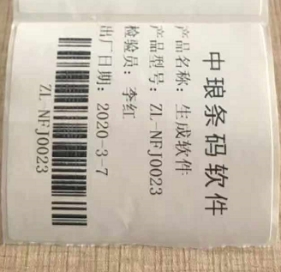 中琅条码软件
产品名称：生成软件
产品型号：ZL-NFJ0023
检验员：李红
出厂日期：2020-3-7
ZL-NFJ0023